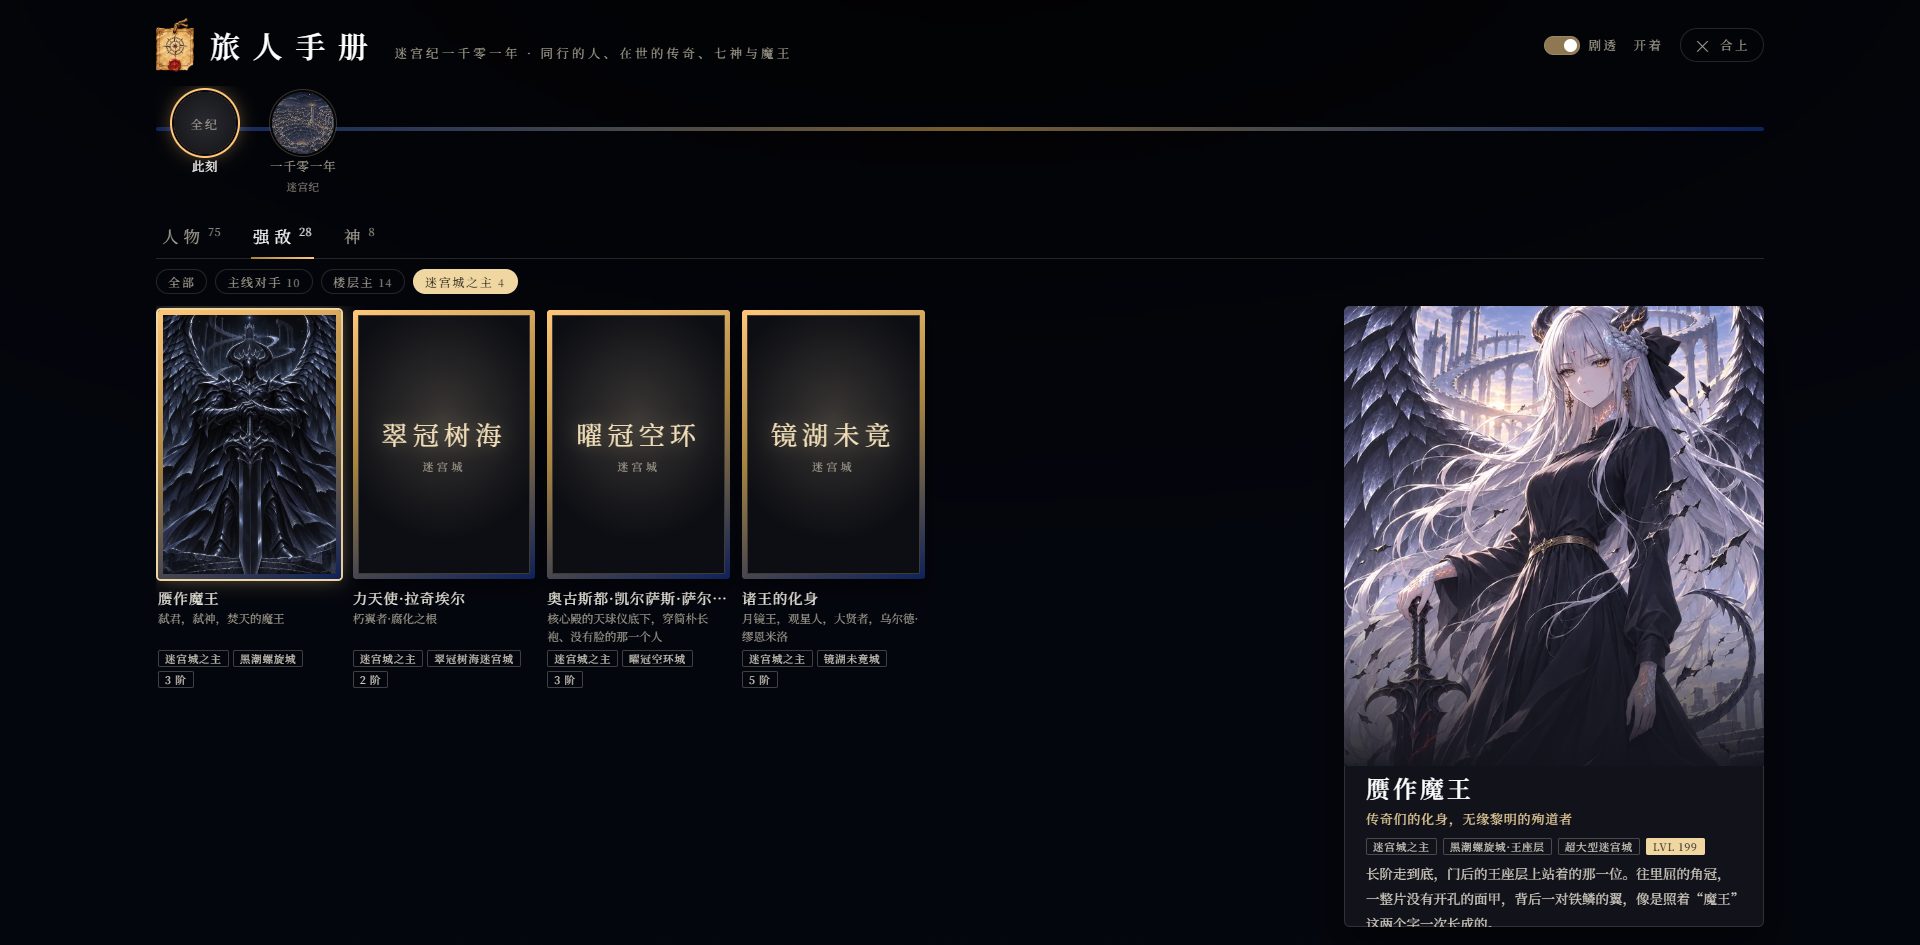 旅人手册
迷宫纪一千零一年 · 同行的人、在世的传奇、七神与魔王
剧透 开着
合上
全纪
此刻
一千零一年
迷宫纪
人物 75
强敌 28
神 8
全部
主线对手 10
楼层主 14
迷宫城之主 4
翠冠树海
迷宫城
曜冠空环
迷宫城
镜湖未竟
迷宫城
赝作魔王
弑君，弑神，焚天的魔王
迷宫城之主 黑潮螺旋城
3 阶
力天使·拉奇埃尔
朽翼者·腐化之根
迷宫城之主 翠冠树海迷宫城
2 阶
奥古斯都·凯尔萨斯·萨尔…
核心殿的天球仪底下，穿简朴长
袍、没有脸的那一个人
迷宫城之主 曜冠空环城
3 阶
诸王的化身
月镜王，观星人，大贤者，乌尔德·
缪恩米洛
迷宫城之主 镜湖未竟城
5 阶
赝作魔王
传奇们的化身，无缘黎明的殉道者
迷宫城之主 黑潮螺旋城·王座层 超大型迷宫城 LVL 199
长阶走到底，门后的王座层上站着的那一位。往里屈的角冠，
一整片没有开孔的面甲，背后一对铁鳞的翼，像是照着“魔王”
这两个字一次长成的。